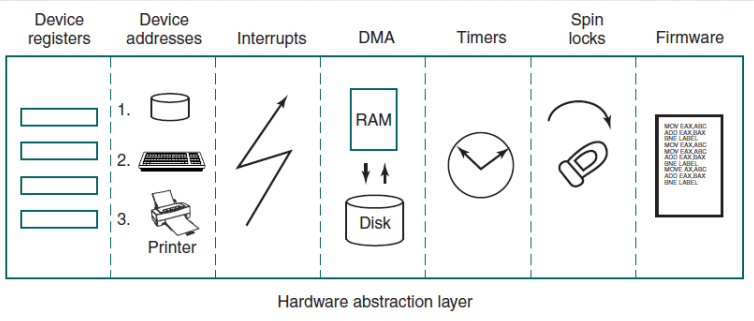 Device
registers
Device
addresses
Interrupts
DMA
Timers
Spin
locks
Firmware
1.
2.
3.
Printer
RAM
Disk
MOV EAX,ABC
ADD EAX,BAX
BNE LABEL
MOV EAX,ABC
MOV EAX,ABC
ADD EAX,BAX
BNE LABEL
MOVE AX,ABC
ADD EAX,BAX
BNE LABEL
Hardware abstraction layer